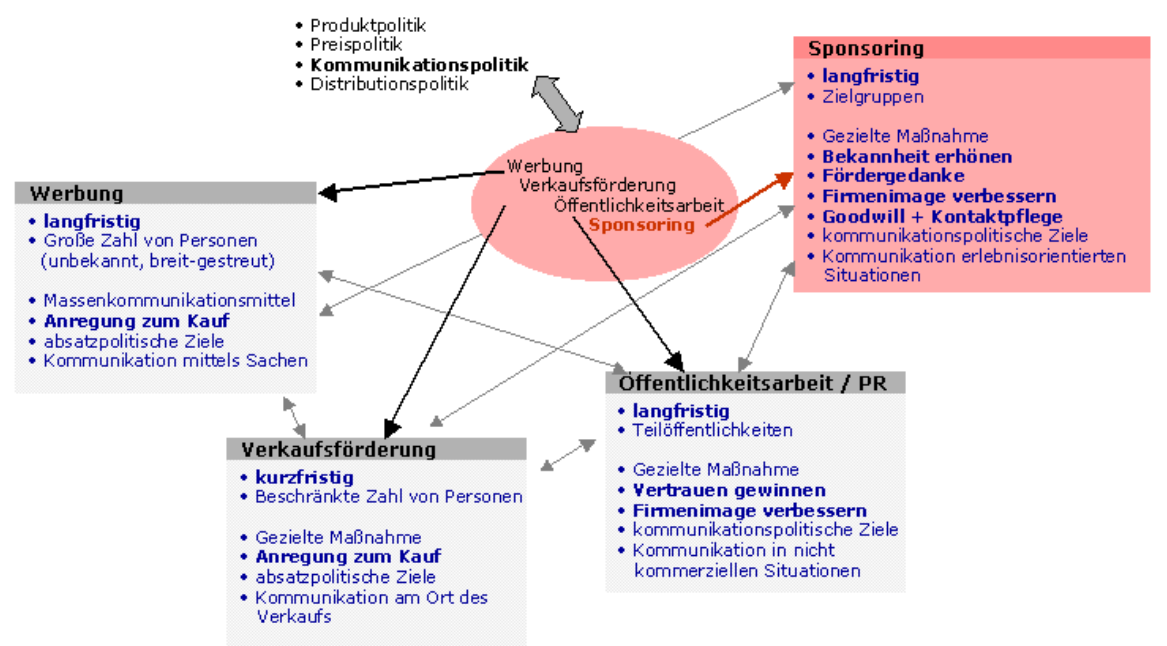 • Produktpolitik
• Preispolitik
• Kommunikationspolitik
• Distributionspolitik
Werbung
Verkaufsförderung
Öffentlichkeitsarbeit
Sponsoring
Sponsoring
• langfristig
• Zielgruppen
• Gezielte Maßnahme
• Bekannheit erhönen
• Fördergedanke
• Firmenimage verbessern
• Goodwill + Kontaktpflege
• kommunikationspolitische Ziele
• Kommunikation erlebnisorientierten
Situationen
Werbung
• langfristig
• Große Zahl von Personen
(unbekannt, breit-gestreut)
• Massenkommunikationsmittel
• Anregung zum Kauf
• absatzpolitische Ziele
• Kommunikation mittels Sachen
Verkaufsförderung
• kurzfristig
• Beschränkte Zahl von Personen
• Gezielte Maßnahme
• Anregung zum Kauf
• absatzpolitische Ziele
• Kommunikation am Ort des
Verkaufs
Öffentlichkeitsarbeit / PR
• langfristig
• Teilöffentlichkeiten
• Gezielte Maßnahme
• Vertrauen gewinnen
• Firmenimage verbessern
• kommunikationspolitische Ziele
• Kommunikation in nicht
kommerziellen Situationen